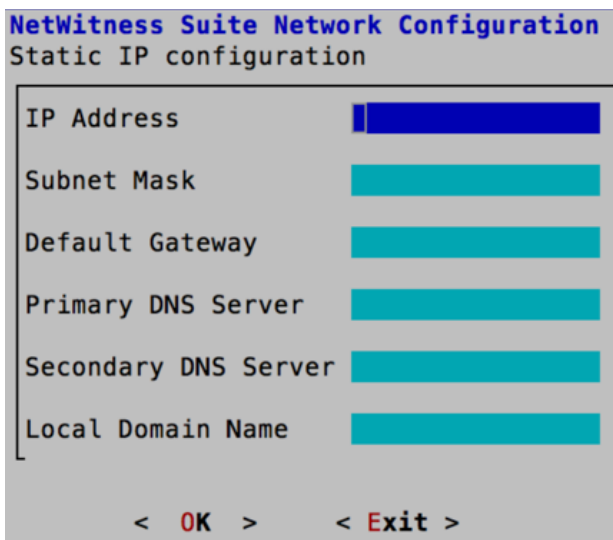 NetWitness Suite Network Configuration
Static IP configuration
IP Address
Subnet Mask
Default Gateway
Primary DNS Server
Secondary DNS Server
Local Domain Name
< OK > < Exit >